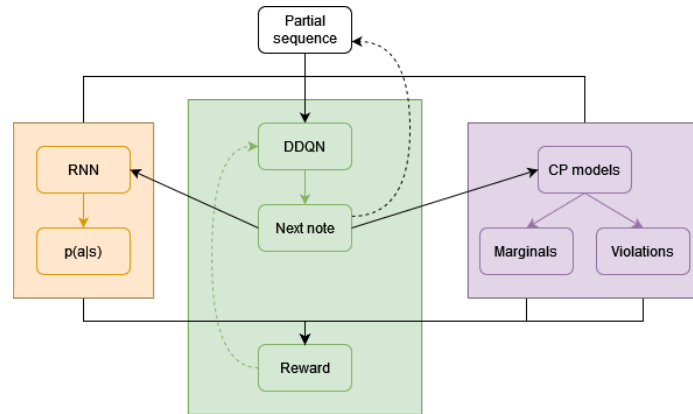 Partial
sequence
DDQN
RNN
CP models
Next note
p(a|s)
Marginals
Violations
Reward